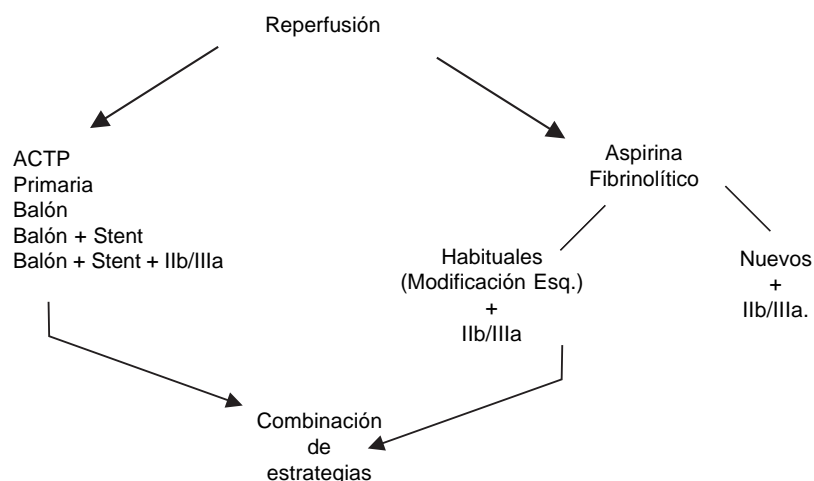 Reperfusión
ACTP
Primaria
Balón
Balón + Stent
Balón + Stent + IIb/IIIa
Aspirina
Fibrinolítico
Habituales
(Modificación Esq.)
+
IIb/IIIa
Nuevos
+
IIb/IIIa.
Combinación
de
estrategias